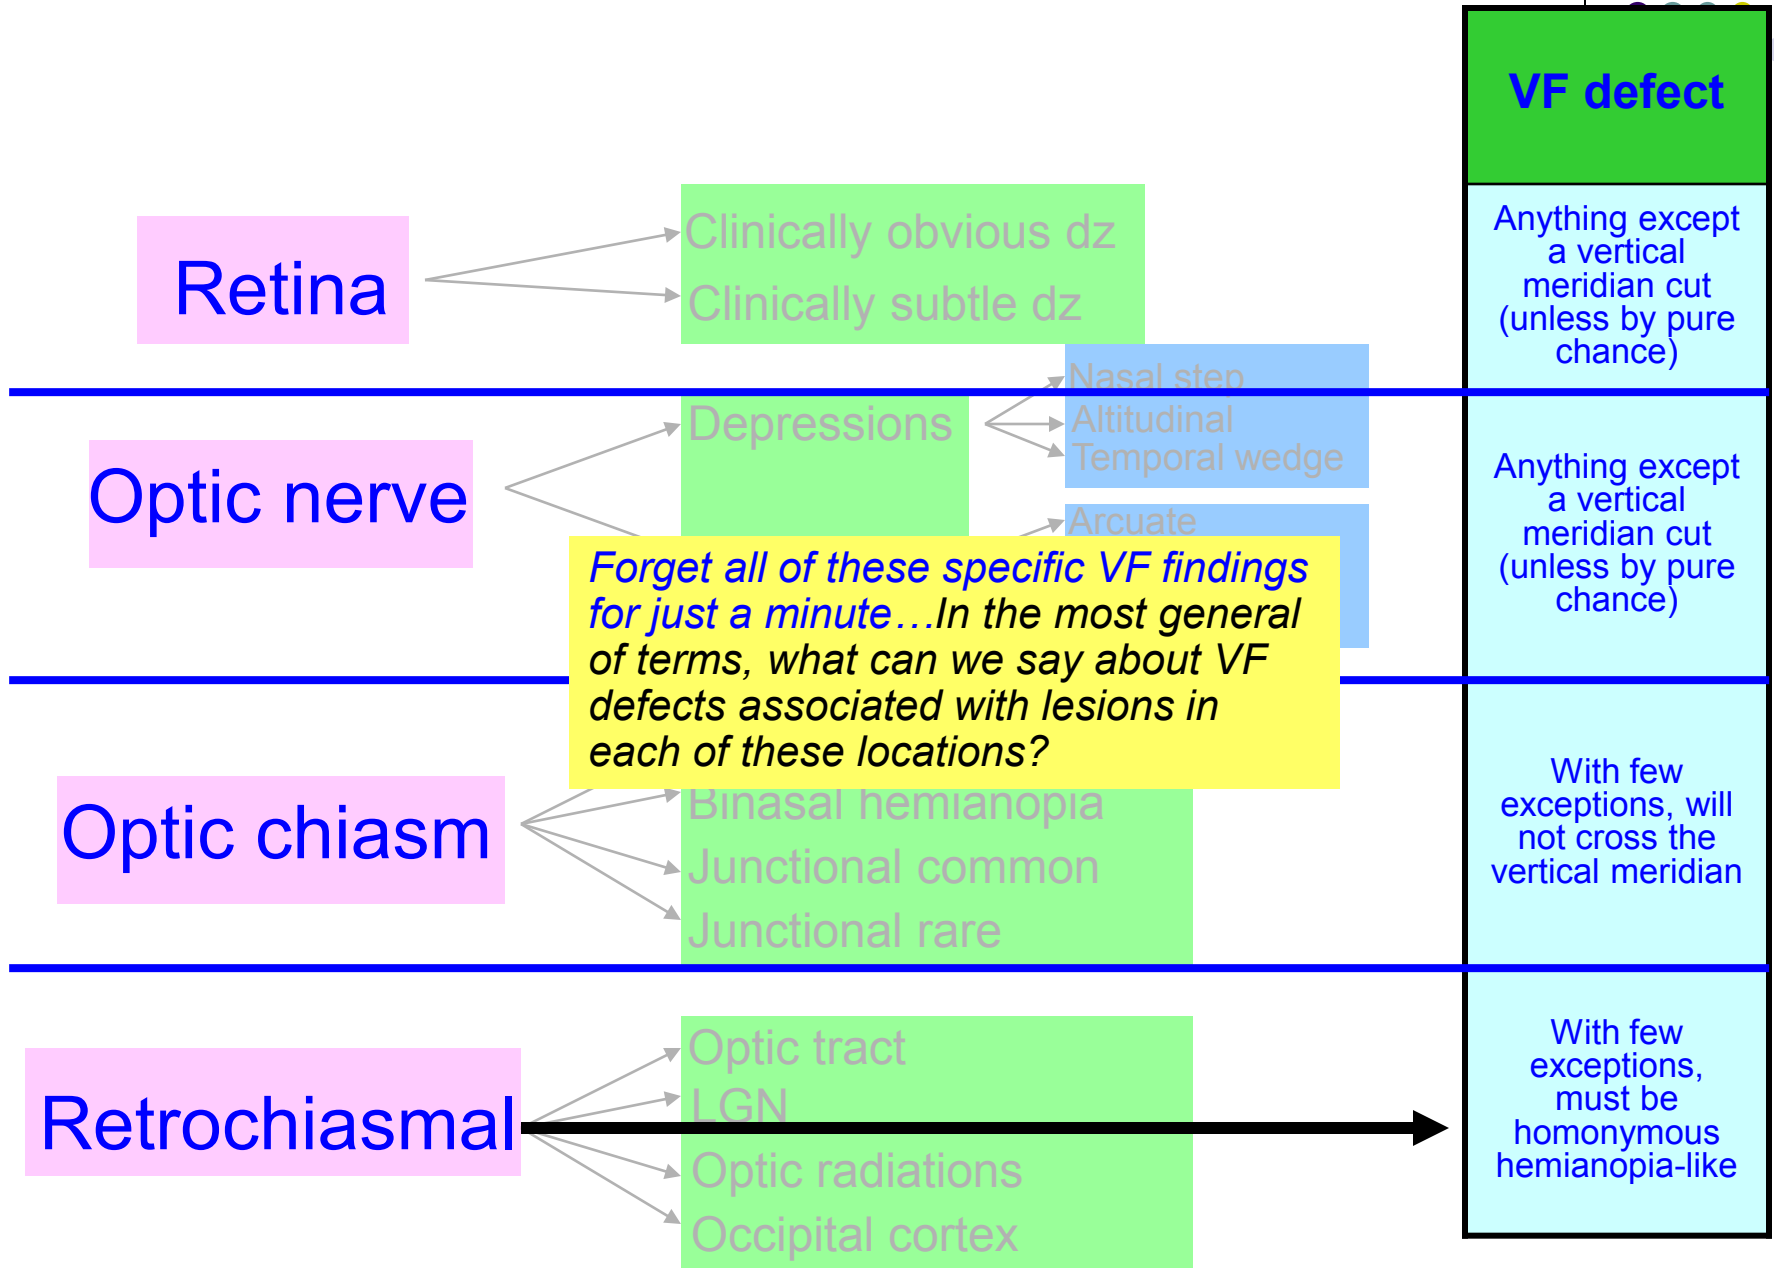 VF defect
Retina
Clinically obvious dz
Clinically subtle dz
Anything except
a vertical
meridian cut
(unless by pure
chance)
Optic nerve
Depressions
Nasal step
Altitudinal
Temporal wedge
Arcuate
Anything except
a vertical
meridian cut
(unless by pure
chance)
Forget all of these specific VF findings
for just a minute…In the most general
of terms, what can we say about VF
defects associated with lesions in
each of these locations?
Optic chiasm
Binasal hemianopia
Junctional common
Junctional rare
With few
exceptions, will
not cross the
vertical meridian
Retrochiasmal
Optic tract
LGN
Optic radiations
Occipital cortex
With few
exceptions,
must be
homonymous
hemianopia-like